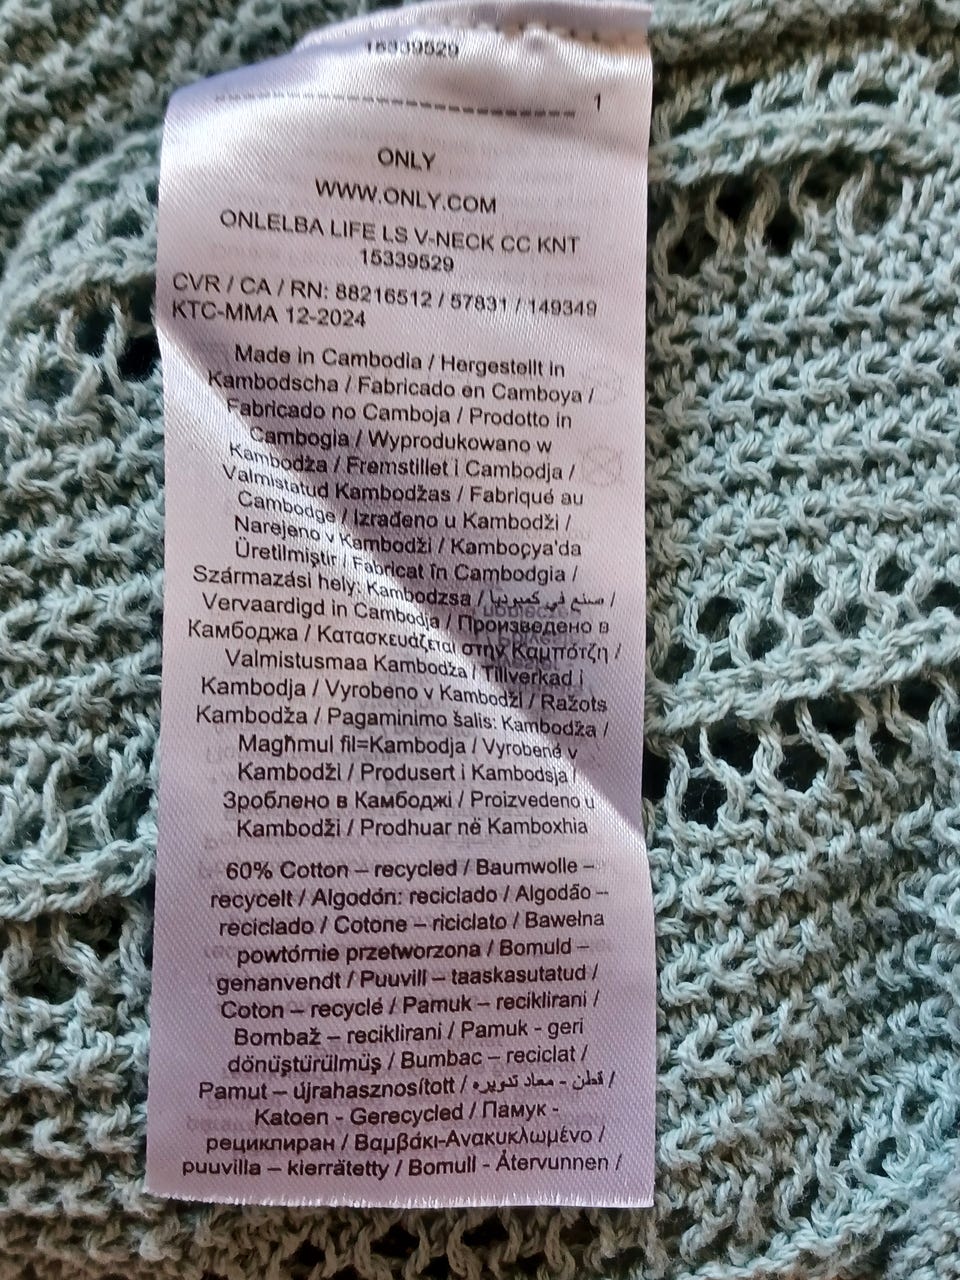 15339529
1
ONLY
WWW.ONLY.COM
ONLELBA LIFE LS V-NECK CC KNT
15339529
CVR / CA / RN: 88216512 / 57831 / 149349
KTC-MMA 12-2024
Made in Cambodia / Hergestellt in
Kambodscha / Fabricado en Camboya /
Fabricado no Camboja / Prodotto in
Cambogia / Wyprodukowano w
Kambodża / Fremstillet i Cambodja /
Valmistatud Kambodžas / Fabriqué au
Cambodge / Izrađeno u Kambodži /
Narejeno v Kambodži / Kamboçya'da
Üretilmiştir / Fabricat în Cambodgia /
Származási hely: Kambodzsa / صنع في كمبوديا /
Vervaardigd in Cambodja / Произведено в
Камбоджа / Κατασκευάζεται στην Καμπότζη /
Valmistusmaa Kambodža / Tillverkad i
Kambodja / Vyrobeno v Kambodži / Ražots
Kambodža / Pagaminimo šalis: Kambodža /
Magħmul fil=Kambodja / Vyrobené v
Kambodži / Produsert i Kambodsja /
Зроблено в Камбоджі / Proizvedeno u
Kambodži / Prodhuar në Kamboxhia
60% Cotton – recycled / Baumwolle –
recycelt / Algodón: reciclado / Algodão –
reciclado / Cotone – riciclato / Bawełna
powtórnie przetworzona / Bomuld –
genanvendt / Puuvill – taaskasutatud /
Coton – recyclé / Pamuk – reciklirani /
Bombaž – reciklirani / Pamuk - geri
dönüştürülmüş / Bumbac – reciclat /
Pamut – újrahasznosított / قطن - معاد تدويره /
Katoen - Gerecycled / Памук -
рециклиран / Βαμβάκι-Ανακυκλωμένο /
puuvilla – kierrätetty / Bomull - Återvunnen /